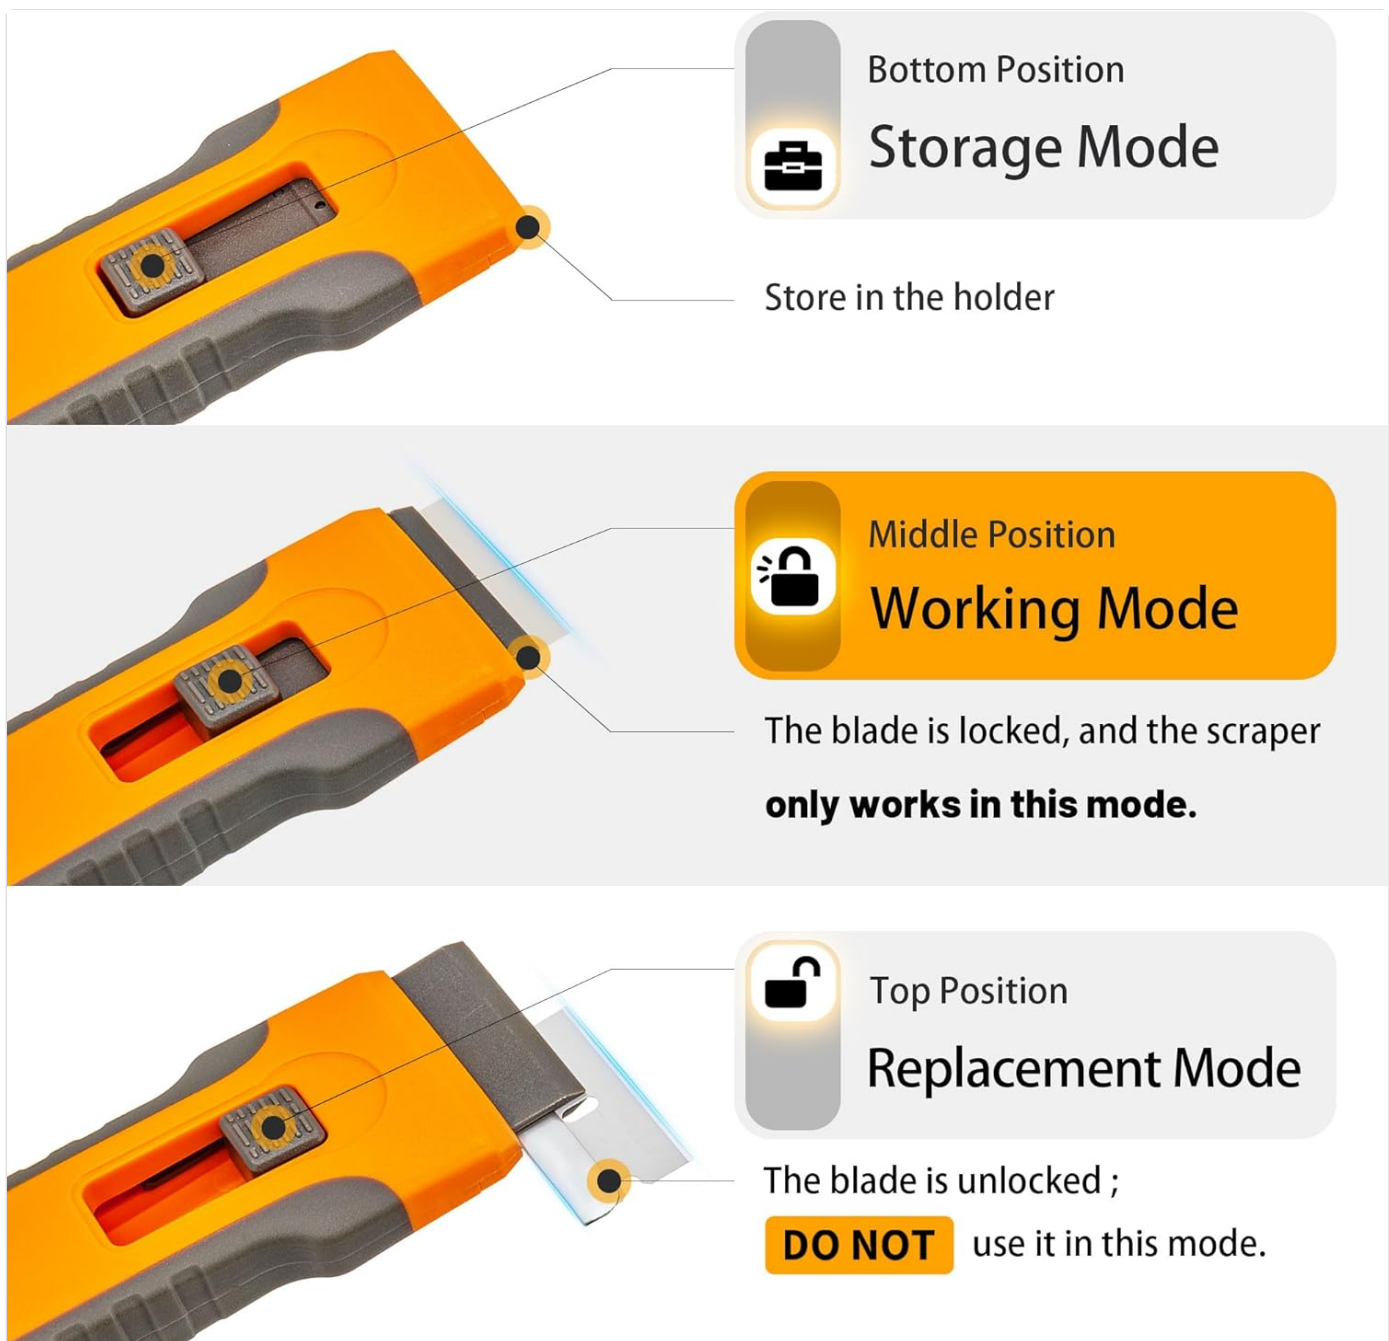 Bottom Position
Storage Mode
Store in the holder
Middle Position
Working Mode
The blade is locked, and the scraper
only works in this mode.
Top Position
Replacement Mode
The blade is unlocked ;
DO NOT use it in this mode.